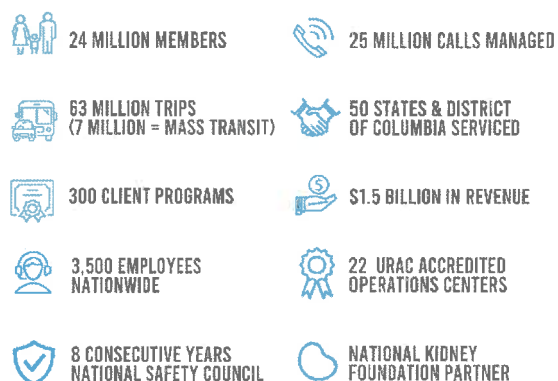 24 MILLION MEMBERS
25 MILLION CALLS MANAGED
63 MILLION TRIPS
(7 MILLION = MASS TRANSIT)
50 STATES & DISTRICT
OF COLUMBIA SERVICED
300 CLIENT PROGRAMS
$1.5 BILLION IN REVENUE
3,500 EMPLOYEES
NATIONWIDE
22 URAC ACCREDITED
OPERATIONS CENTERS
8 CONSECUTIVE YEARS
NATIONAL SAFETY COUNCIL
NATIONAL KIDNEY
FOUNDATION PARTNER